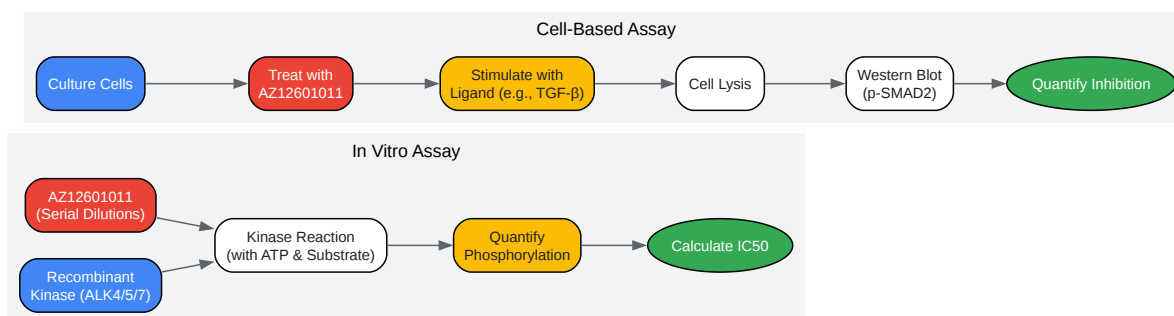 Cell-Based Assay
Culture Cells
Treat with
AZ12601011
Stimulate with
Ligand (e.g., TGF-β)
Cell Lysis
Western Blot
(p-SMAD2)
Quantify Inhibition
In Vitro Assay
AZ12601011
(Serial Dilutions)
Recombinant
Kinase (ALK4/5/7)
Kinase Reaction
(with ATP & Substrate)
Quantify
Phosphorylation
Calculate IC50